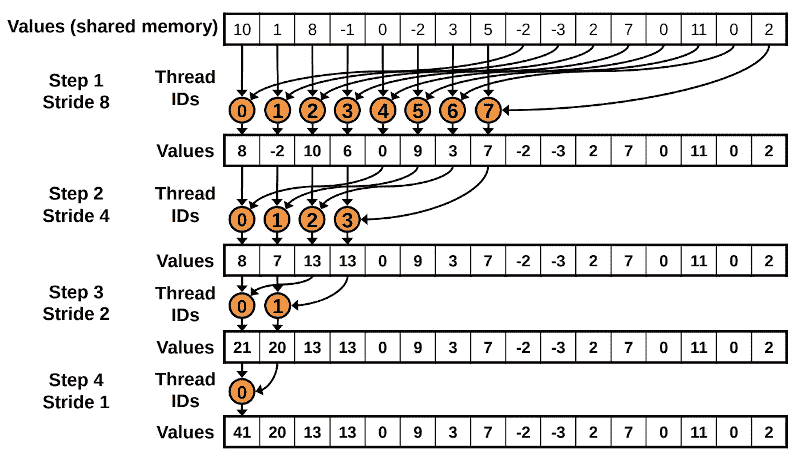 Values (shared memory) 10 1 8 -1 0 -2 3 5 -2 -3 2 7 0 11 0 2
Step 1 Thread
Stride 8 IDs
0 1 2 3 4 5 6 7
Values 8 -2 10 6 0 9 3 7 -2 -3 2 7 0 11 0 2
Step 2 Thread
Stride 4 IDs
0 1 2 3
Values 8 7 13 13 0 9 3 7 -2 -3 2 7 0 11 0 2
Step 3 Thread
Stride 2 IDs
0 1
Values 21 20 13 13 0 9 3 7 -2 -3 2 7 0 11 0 2
Step 4 Thread
Stride 1 IDs
0
Values 41 20 13 13 0 9 3 7 -2 -3 2 7 0 11 0 2